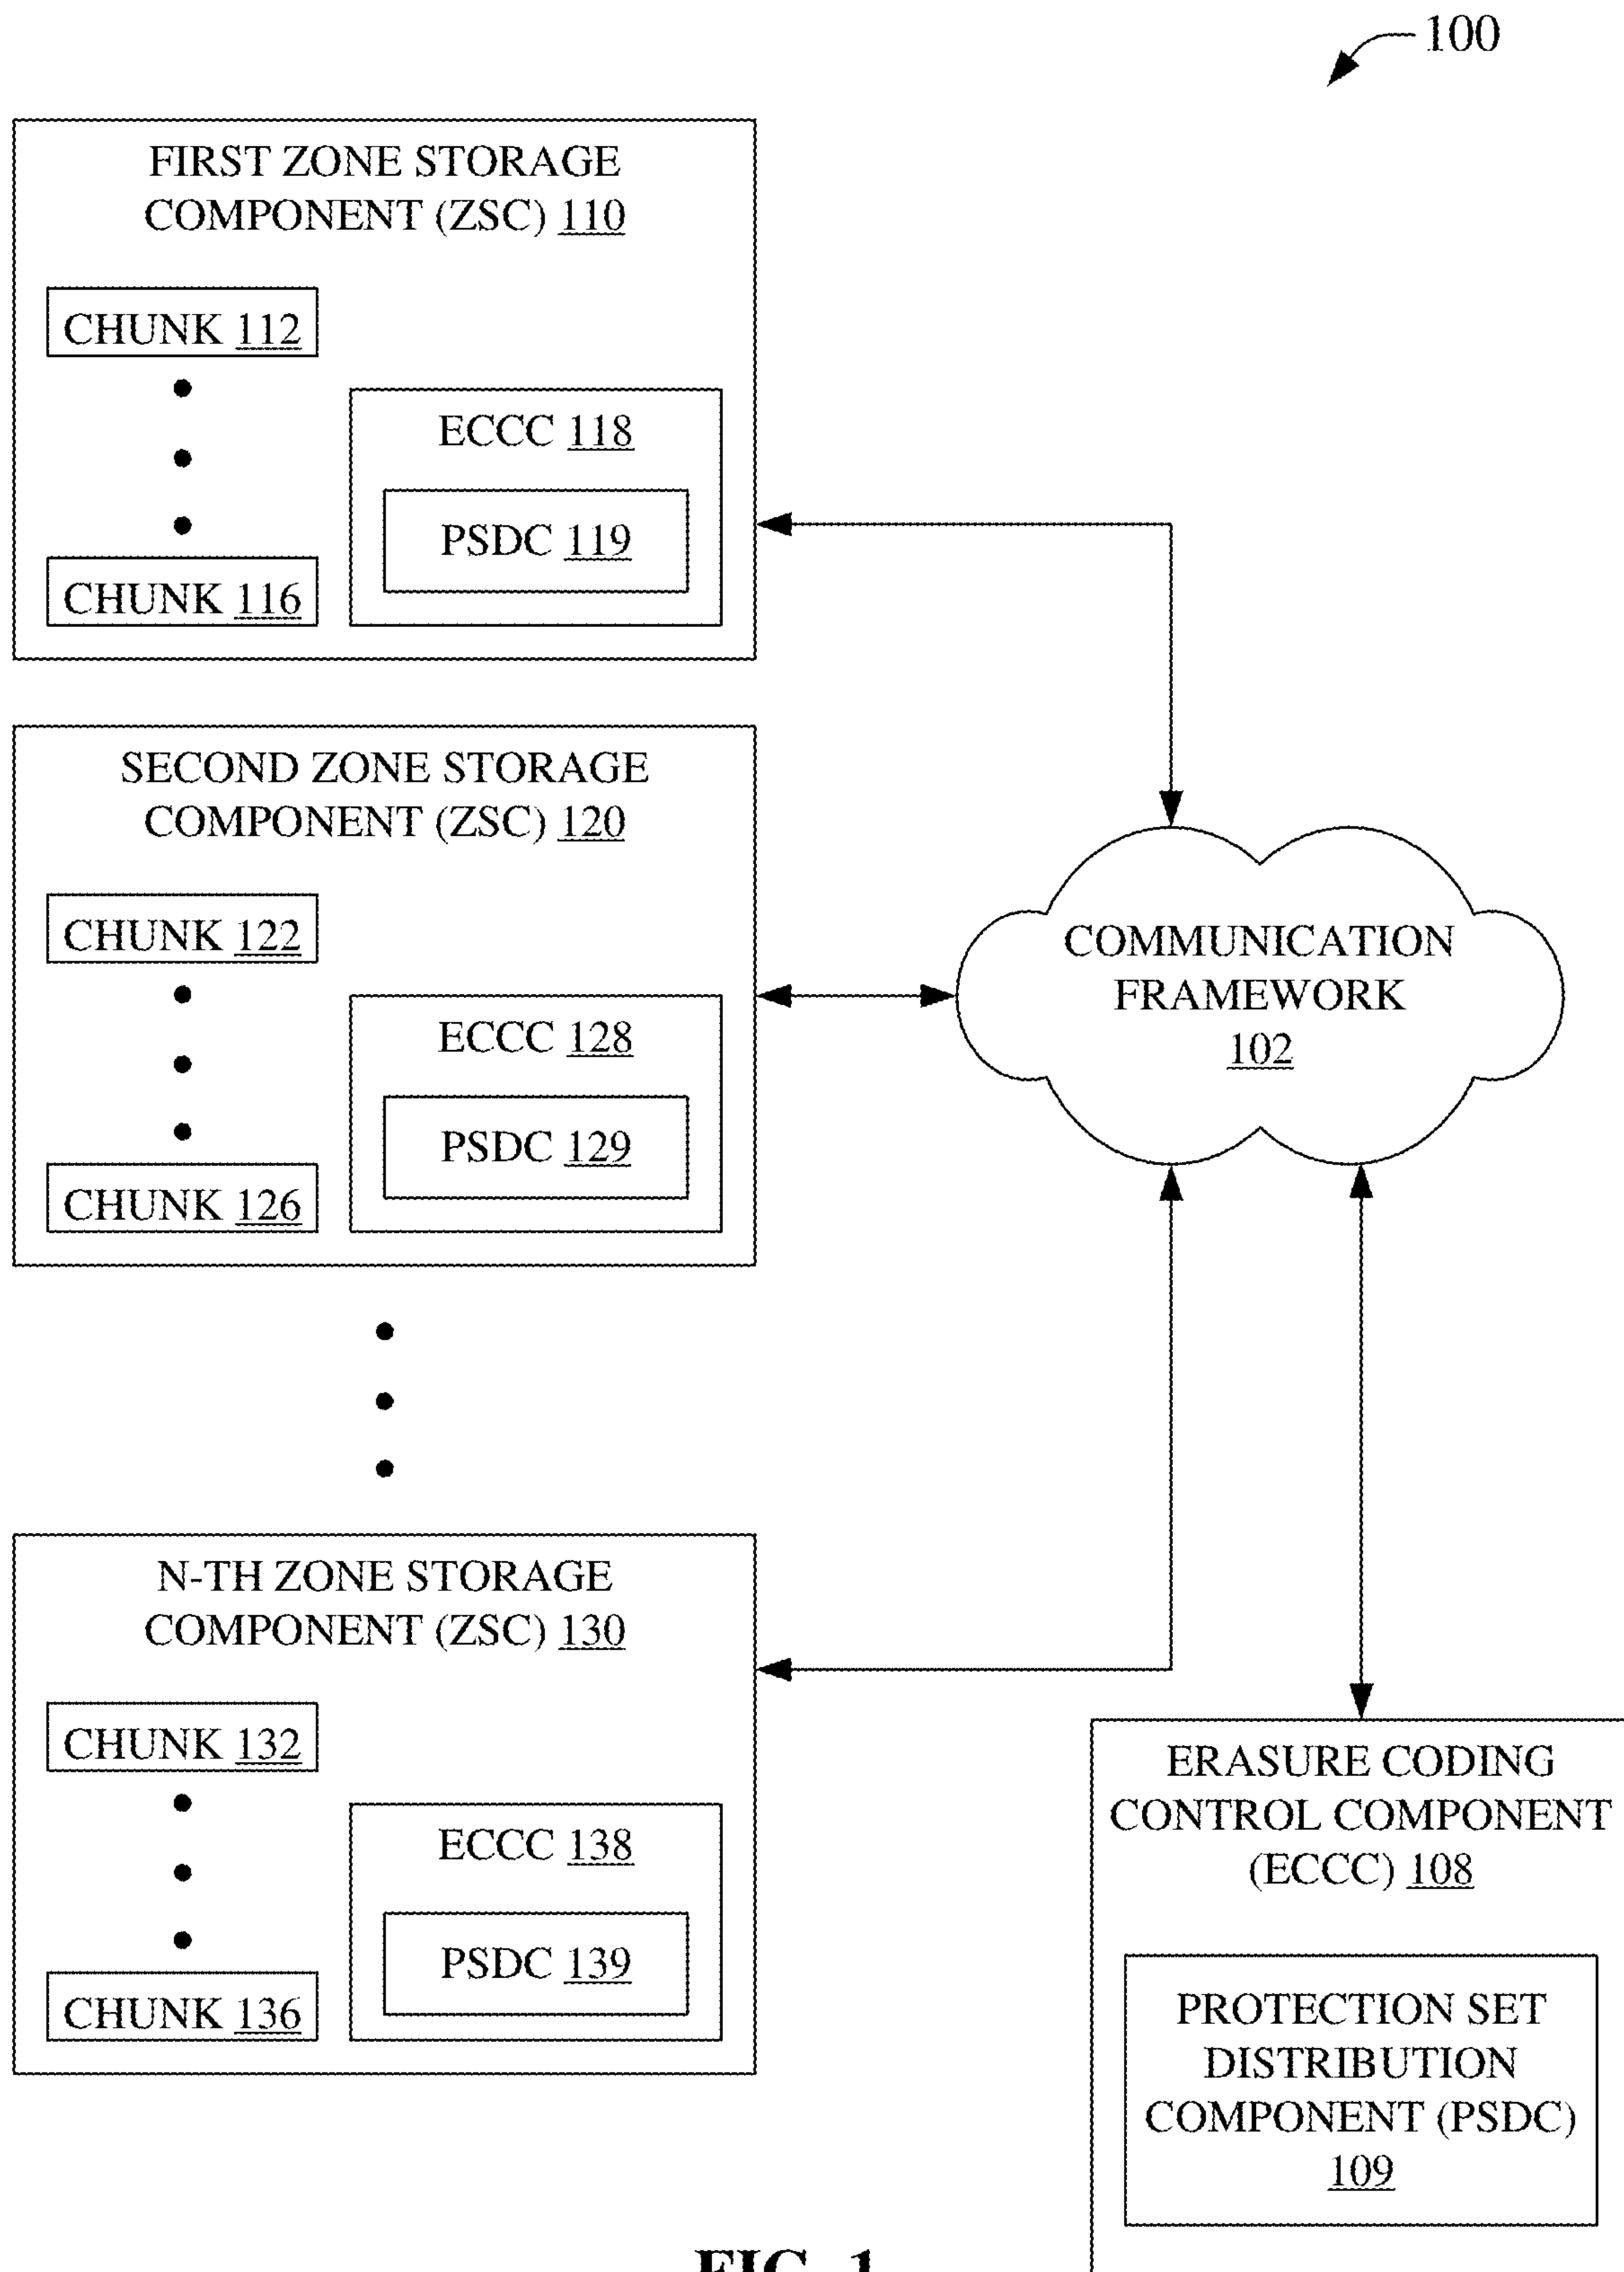 100
FIRST ZONE STORAGE
COMPONENT (ZSC) 110
CHUNK 112
ECCC 118
PSDC 119
CHUNK 116
SECOND ZONE STORAGE
COMPONENT (ZSC) 120
CHUNK 122
ECCC 128
PSDC 129
CHUNK 126
COMMUNICATION
FRAMEWORK
102
N-TH ZONE STORAGE
COMPONENT (ZSC) 130
CHUNK 132
ECCC 138
PSDC 139
CHUNK 136
ERASURE CODING
CONTROL COMPONENT
(ECCC) 108
PROTECTION SET
DISTRIBUTION
COMPONENT (PSDC)
109
FIG. 1